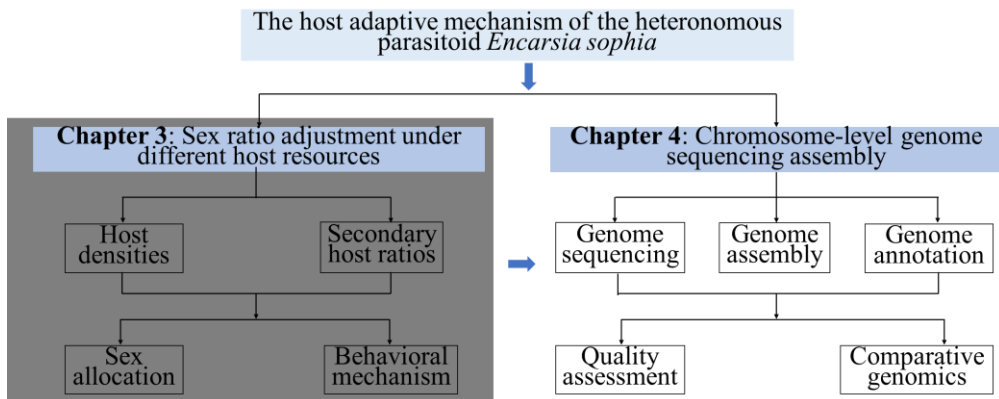 The host adaptive mechanism of the heteronomous
parasitoid Encarsia sophia
Chapter 3: Sex ratio adjustment under
different host resources
Chapter 4: Chromosome-level genome
sequencing assembly
Host
densities
Secondary
host ratios
Genome
sequencing
Genome
assembly
Genome
annotation
Sex
allocation
Behavioral
mechanism
Quality
assessment
Comparative
genomics